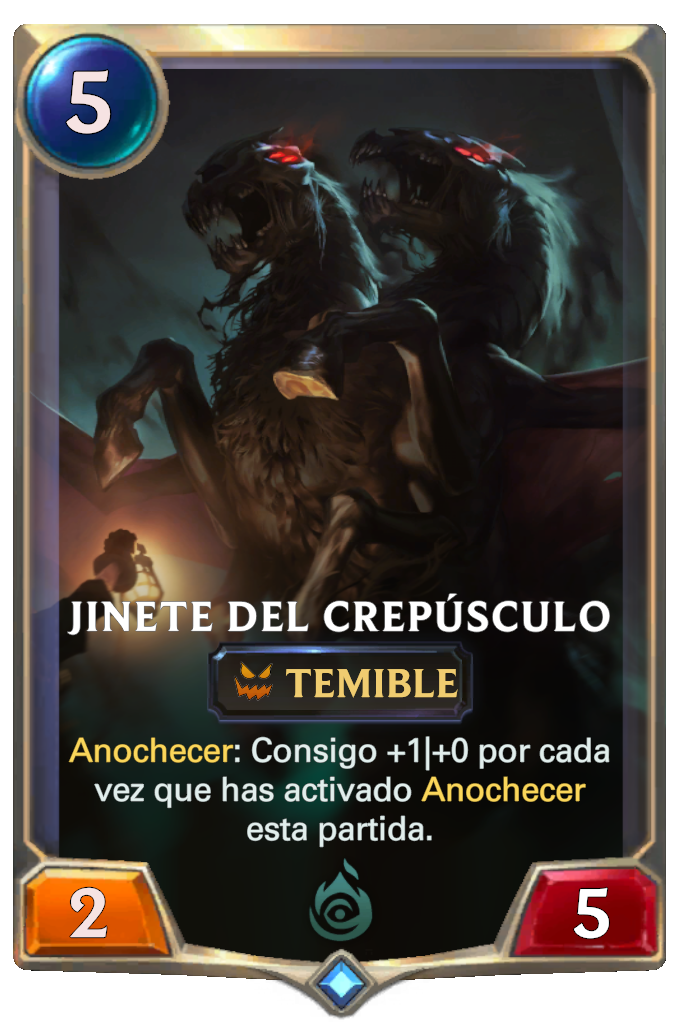 5
JINETE DEL CREPÚSCULO
TEMIBLE
Anochecer: Consigo +1|+0 por cada
vez que has activado Anochecer
esta partida.
2
5